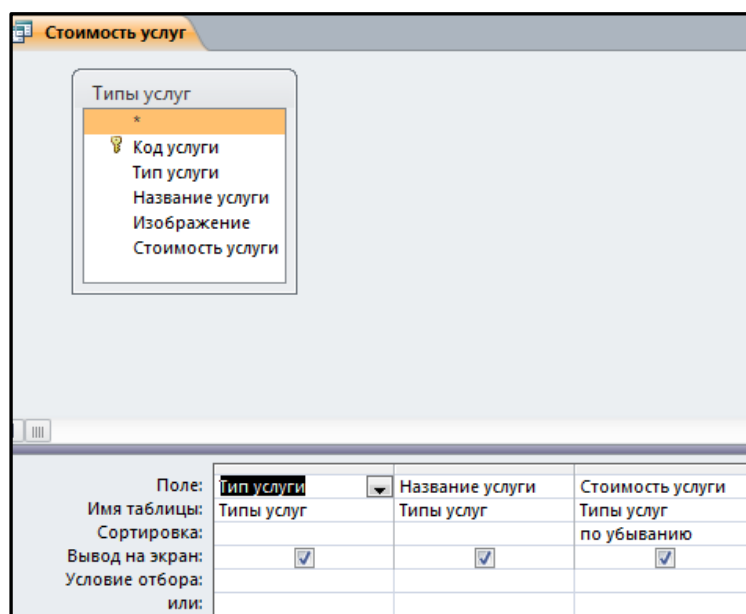 Стоимость услуг
Типы услуг
*
Код услуги
Тип услуги
Название услуги
Изображение
Стоимость услуги
Поле: Тип услуги Название услуги Стоимость услуги
Имя таблицы: Типы услуг Типы услуг Типы услуг
Сортировка: по убыванию
Вывод на экран:
Условие отбора:
или: